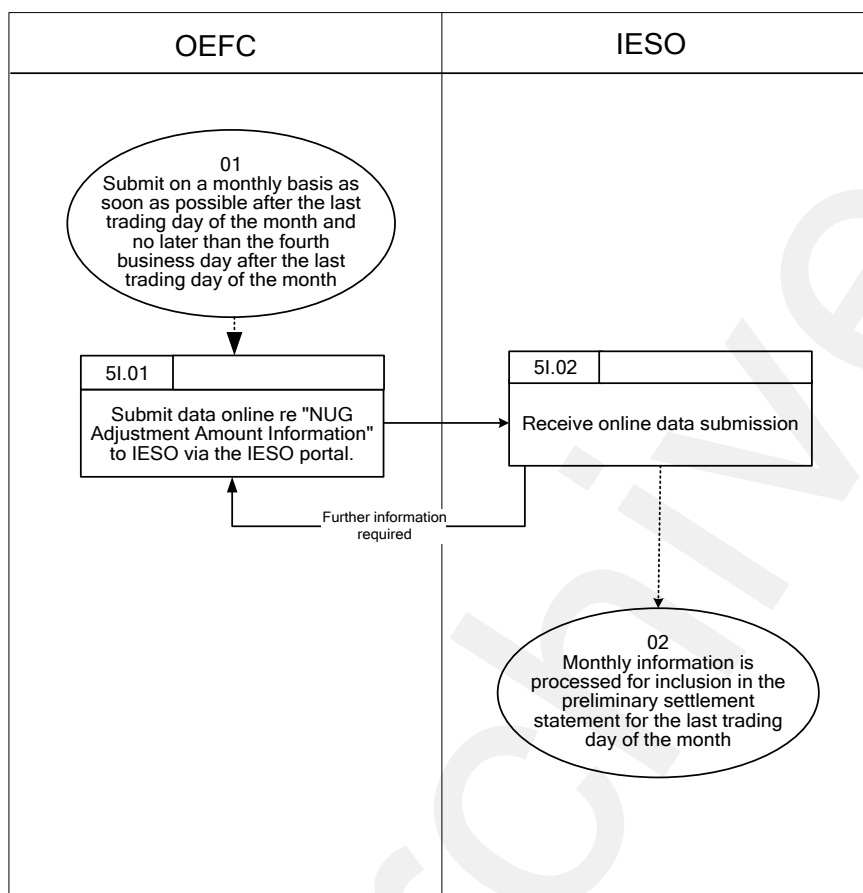 OEFC
IESO
01
Submit on a monthly basis as
soon as possible after the last
trading day of the month and
no later than the fourth
business day after the last
trading day of the month
5I.01
Submit data online re "NUG
Adjustment Amount Information"
to IESO via the IESO portal.
5I.02
Receive online data submission
Further information
required
02
Monthly information is
processed for inclusion in the
preliminary settlement
statement for the last trading
day of the month
chive